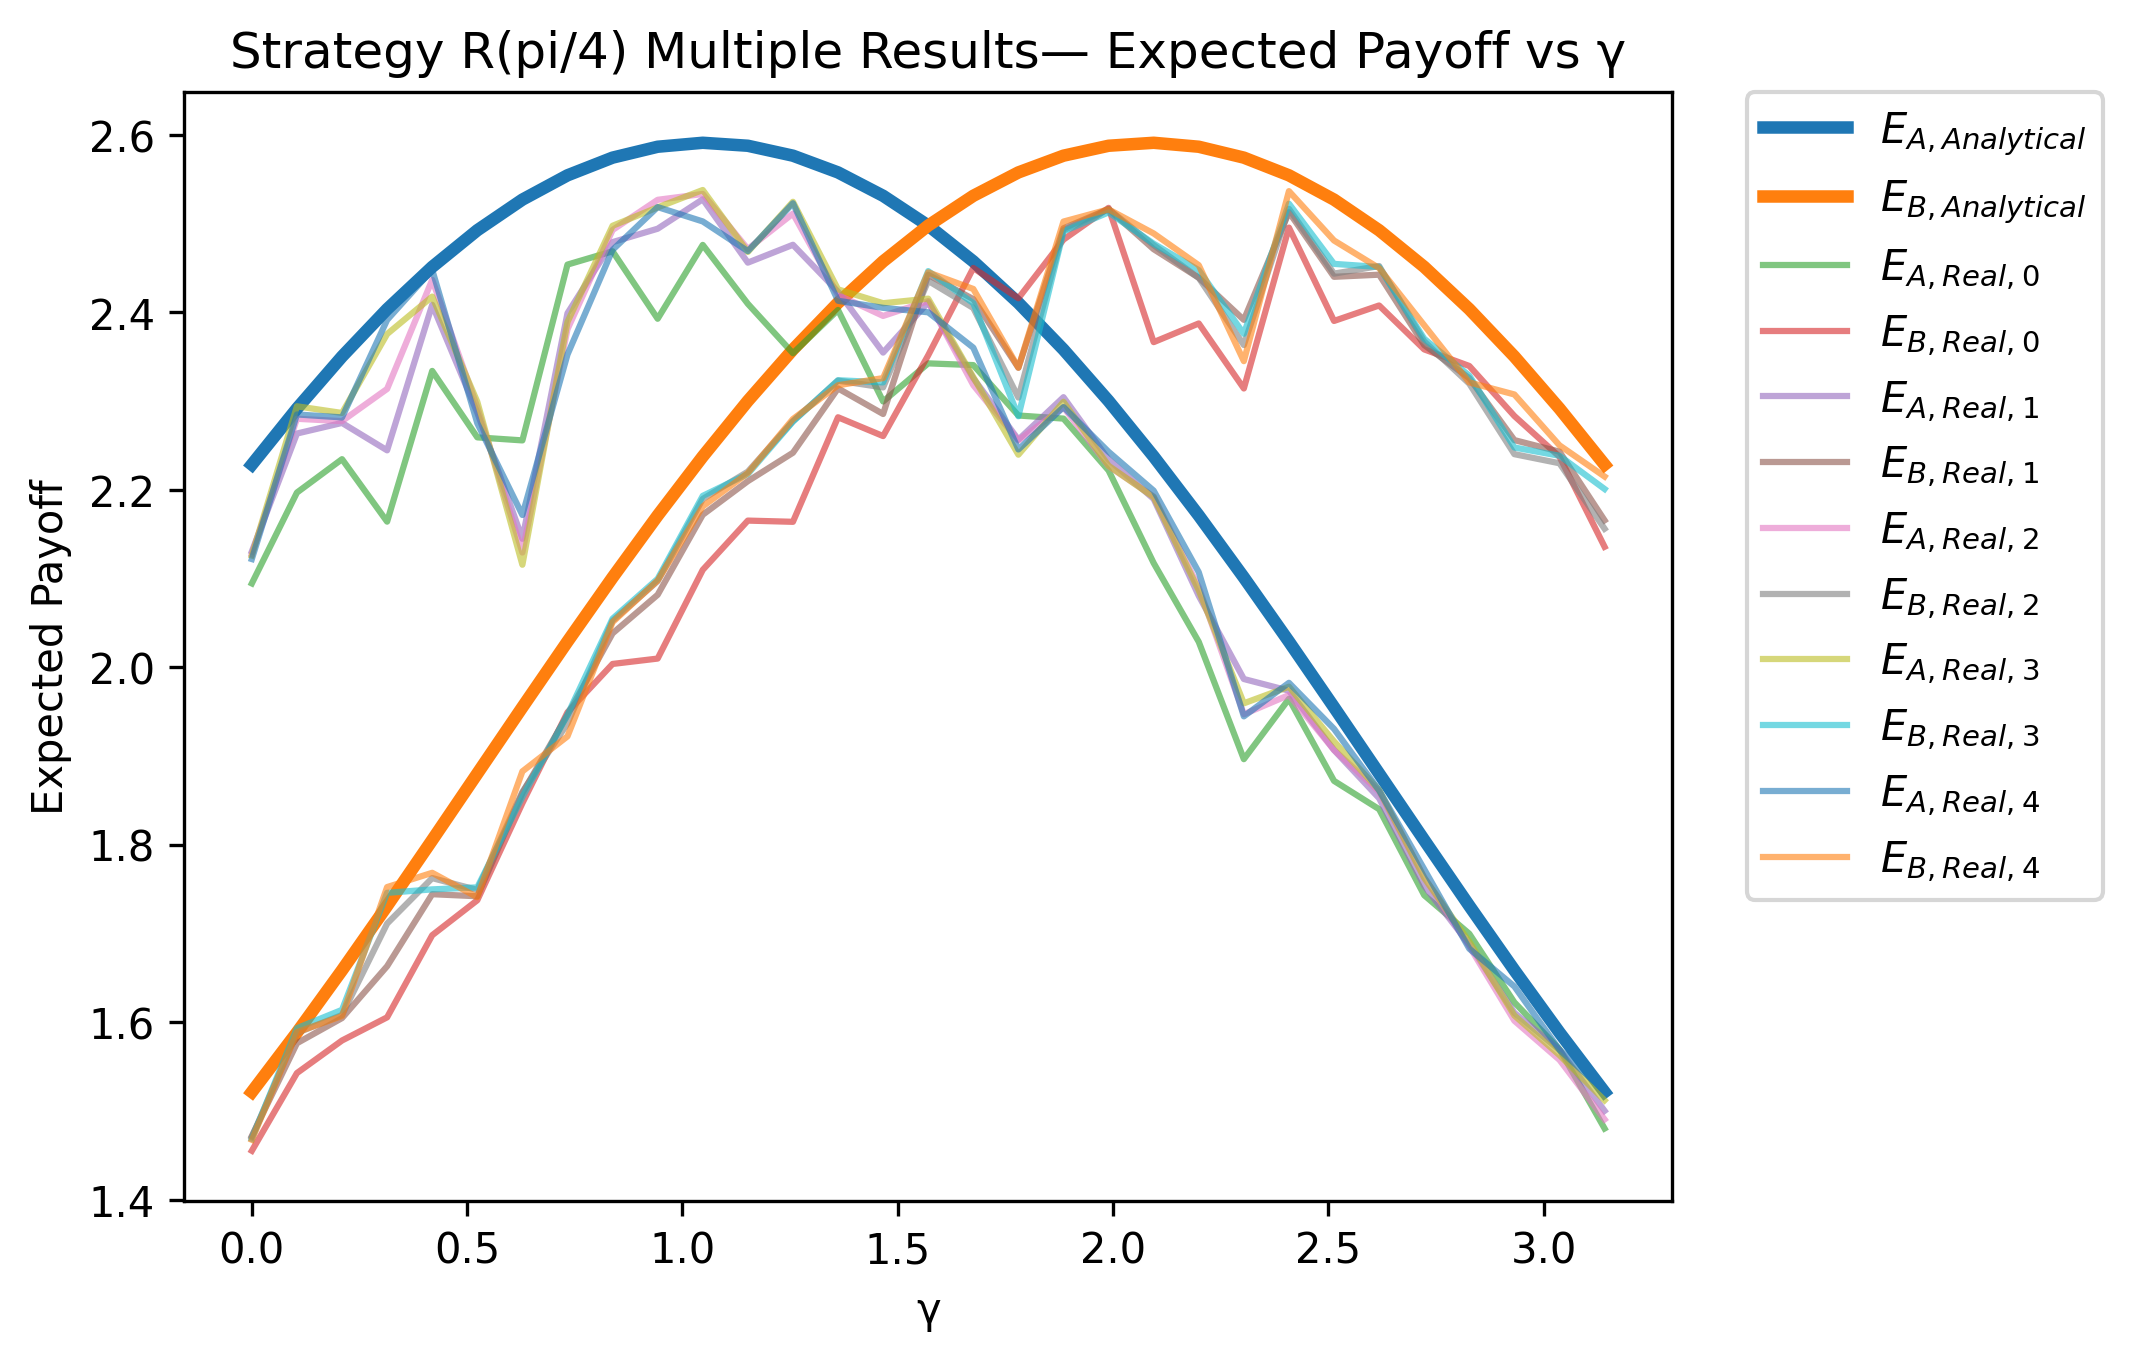 Strategy R(pi/4) Multiple Results— Expected Payoff vs γ
Expected Payoff
2.6
2.4
2.2
2.0
1.8
1.6
1.4
0.0 0.5 1.0 1.5 2.0 2.5 3.0
γ
E_{A, Analytical}
E_{B, Analytical}
E_{A, Real, 0}
E_{B, Real, 0}
E_{A, Real, 1}
E_{B, Real, 1}
E_{A, Real, 2}
E_{B, Real, 2}
E_{A, Real, 3}
E_{B, Real, 3}
E_{A, Real, 4}
E_{B, Real, 4}